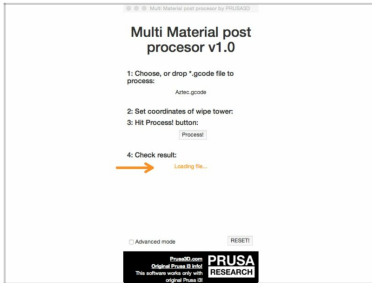 Multi Material post procesor by PRUSA3D
Multi Material post
procesor v1.0
1: Choose, or drop *.gcode file to
process:
Aztec.gcode
2: Set coordinates of wipe tower:
3: Hit Process! button:
Process!
4: Check result:
Loading file...
Advanced mode
RESET!
Prusa3D.com
Original Prusa i3 info!
This software works only with
original Prusa i3!
PRUSA
RESEARCH